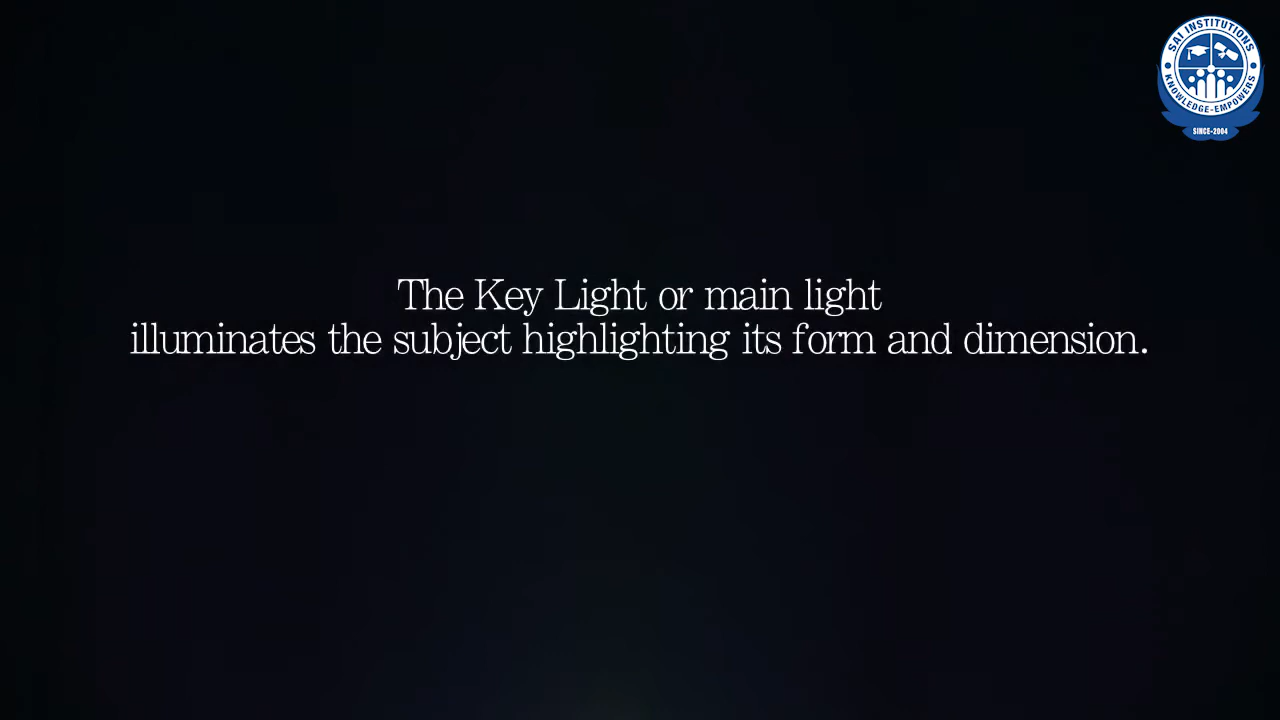 SAI INSTITUTIONS
KNOWLEDGE-EMPOWERS
SINCE-2004
The Key Light or main light
illuminates the subject highlighting its form and dimension.